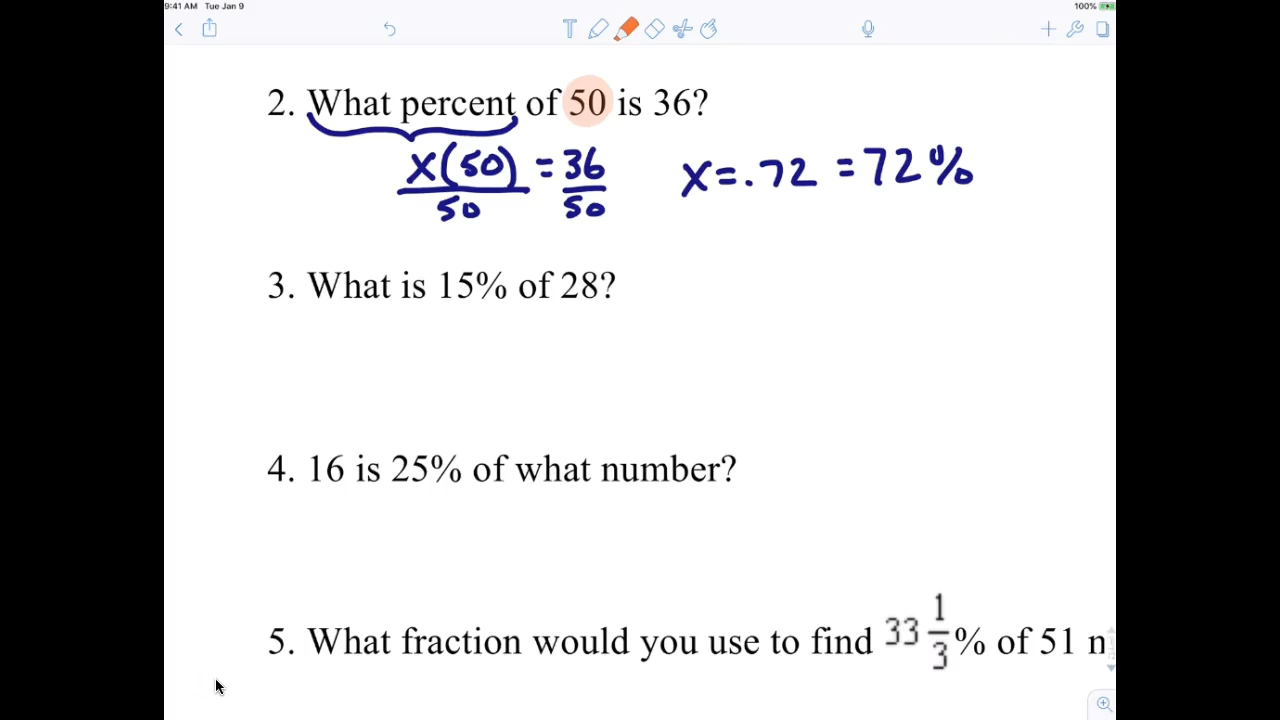 9:41 AM Tue Jan 9 100%
2. What percent of 50 is 36?
x(50) = 36 x = .72 = 72%
50 50
3. What is 15% of 28?
4. 16 is 25% of what number?
5. What fraction would you use to find 33 1/3 % of 51 n